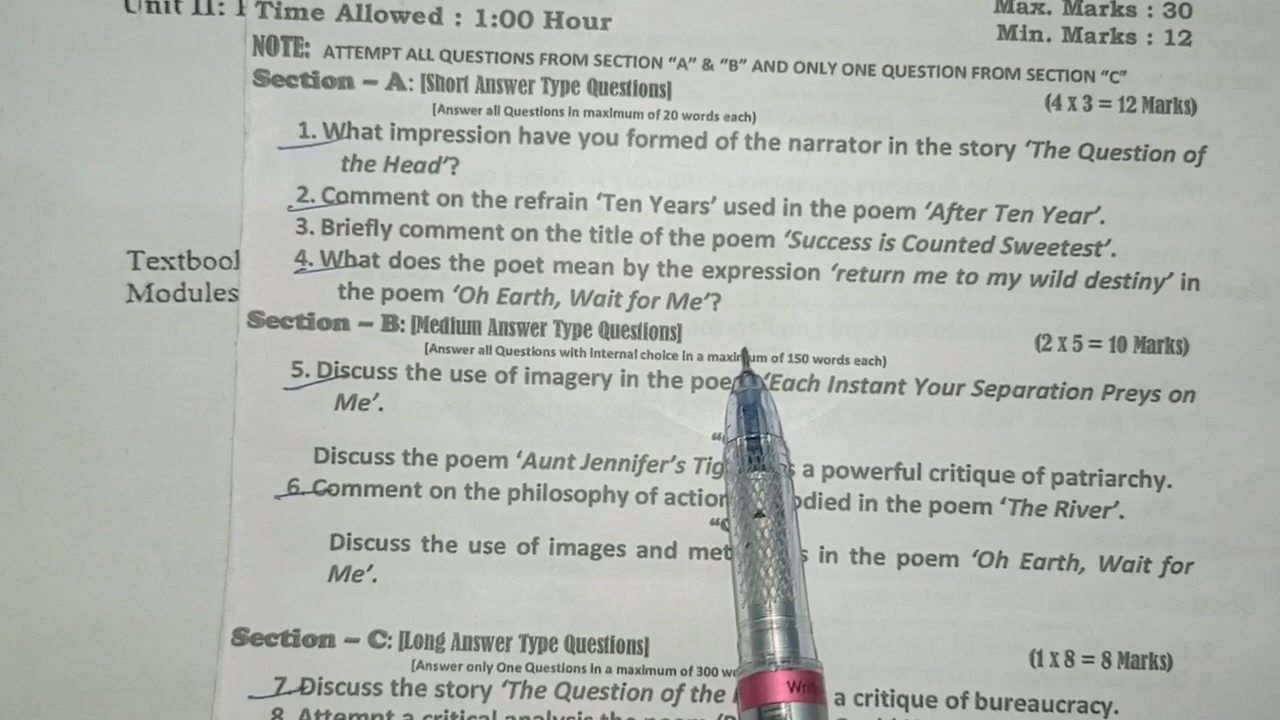 Unit II:
Time Allowed : 1:00 Hour
Max. Marks : 30
Min. Marks : 12
NOTE: ATTEMPT ALL QUESTIONS FROM SECTION "A" & "B" AND ONLY ONE QUESTION FROM SECTION "C"
Section – A: [Short Answer Type Questions]
(4 x 3 = 12 Marks)
[Answer all Questions in maximum of 20 words each)
1. What impression have you formed of the narrator in the story 'The Question of
the Head'?
2. Comment on the refrain 'Ten Years' used in the poem 'After Ten Year'.
3. Briefly comment on the title of the poem 'Success is Counted Sweetest'.
4. What does the poet mean by the expression 'return me to my wild destiny' in
the poem 'Oh Earth, Wait for Me'?
Textbool
Modules
Section – B: [Medium Answer Type Questions]
(2 x 5 = 10 Marks)
[Answer all Questions with internal choice in a maximum of 150 words each)
5. Discuss the use of imagery in the poem 'Each Instant Your Separation Preys on
Me'.
Discuss the poem 'Aunt Jennifer's a powerful critique of patriarchy.
6. Comment on the philosophy of action in the poem 'The River'.
Discuss the use of images and in the poem 'Oh Earth, Wait for
Me'.
Section – C: [Long Answer Type Questions]
(1 x 8 = 8 Marks)
[Answer only One Questions in a maximum of 300
7. Discuss the story 'The Question of the a critique of bureaucracy.
8. Attempt a critical analysis the poem